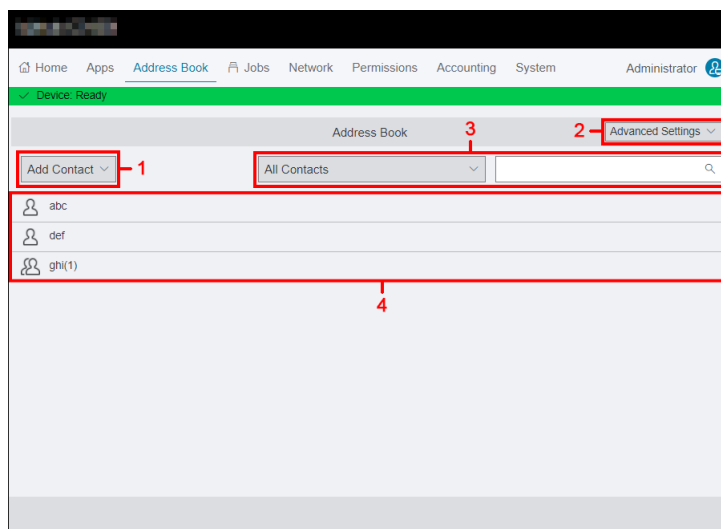 Home Apps Address Book Jobs Network Permissions Accounting System Administrator
Device: Ready
Address Book 3 2 Advanced Settings
Add Contact 1 All Contacts
abc
def
ghi(1)
4